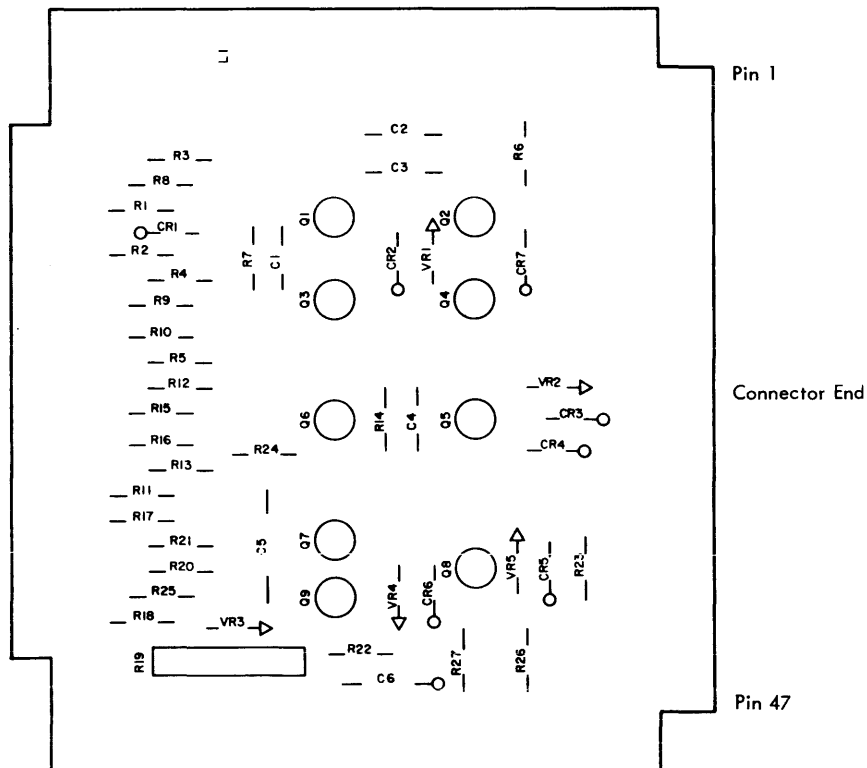 L1
Pin 1
C2
R6
R3
C3
R8
R1
Q1
Q2
CR1
R2
R7
C1
CR2
VR1
CR7
R4
Q3
Q4
R9
R10
R5
R12
VR2
Connector End
R15
Q6
R14
C4
Q5
CR3
R16
R24
CR4
R13
R11
R17
R21
C5
Q7
Q8
VR5
CR5
R23
R20
R25
Q9
VR4
CR6
R18
VR3
R19
R22
R27
R26
C6
Pin 47